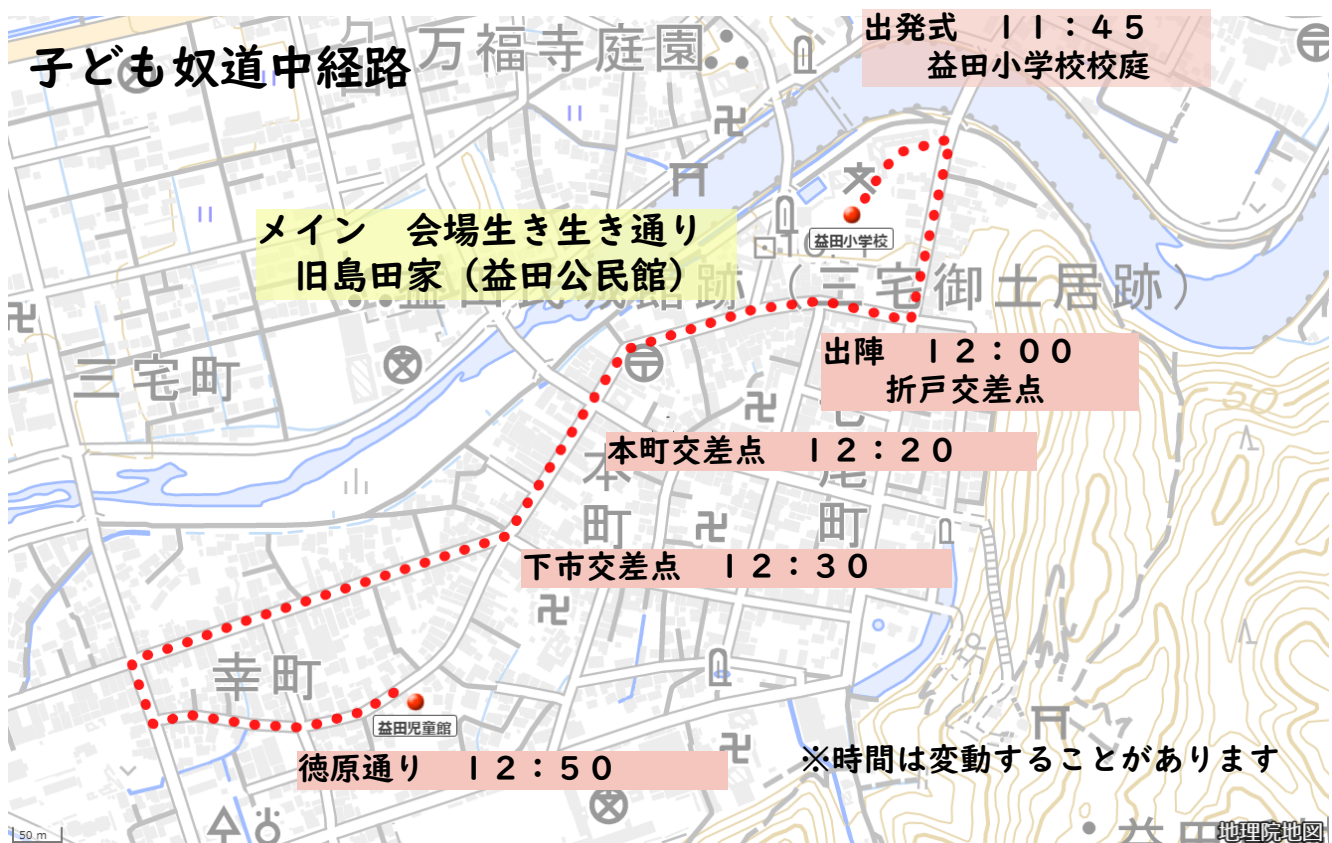 子ども奴道中経路
万福寺庭園
出発式　11：45
益田小学校校庭
メイン　会場生き生き通り
旧島田家（益田公民館）
益田小学校
（三宅御土居跡）
三宅町
出陣　12：00
折戸交差点
本町交差点　12：20
本町
尾町
下市交差点　12：30
幸町
益田児童館
徳原通り　12：50
※時間は変動することがあります
50
50 m
益田
地理院地図